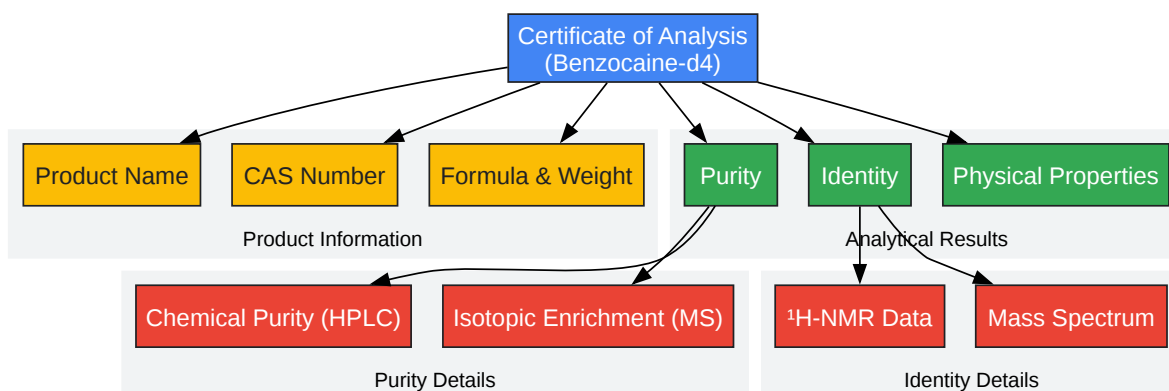 Certificate of Analysis
(Benzocaine-d4)
Product Name
CAS Number
Formula & Weight
Purity
Identity
Physical Properties
Product Information
Analytical Results
Chemical Purity (HPLC)
Isotopic Enrichment (MS)
¹H-NMR Data
Mass Spectrum
Purity Details
Identity Details